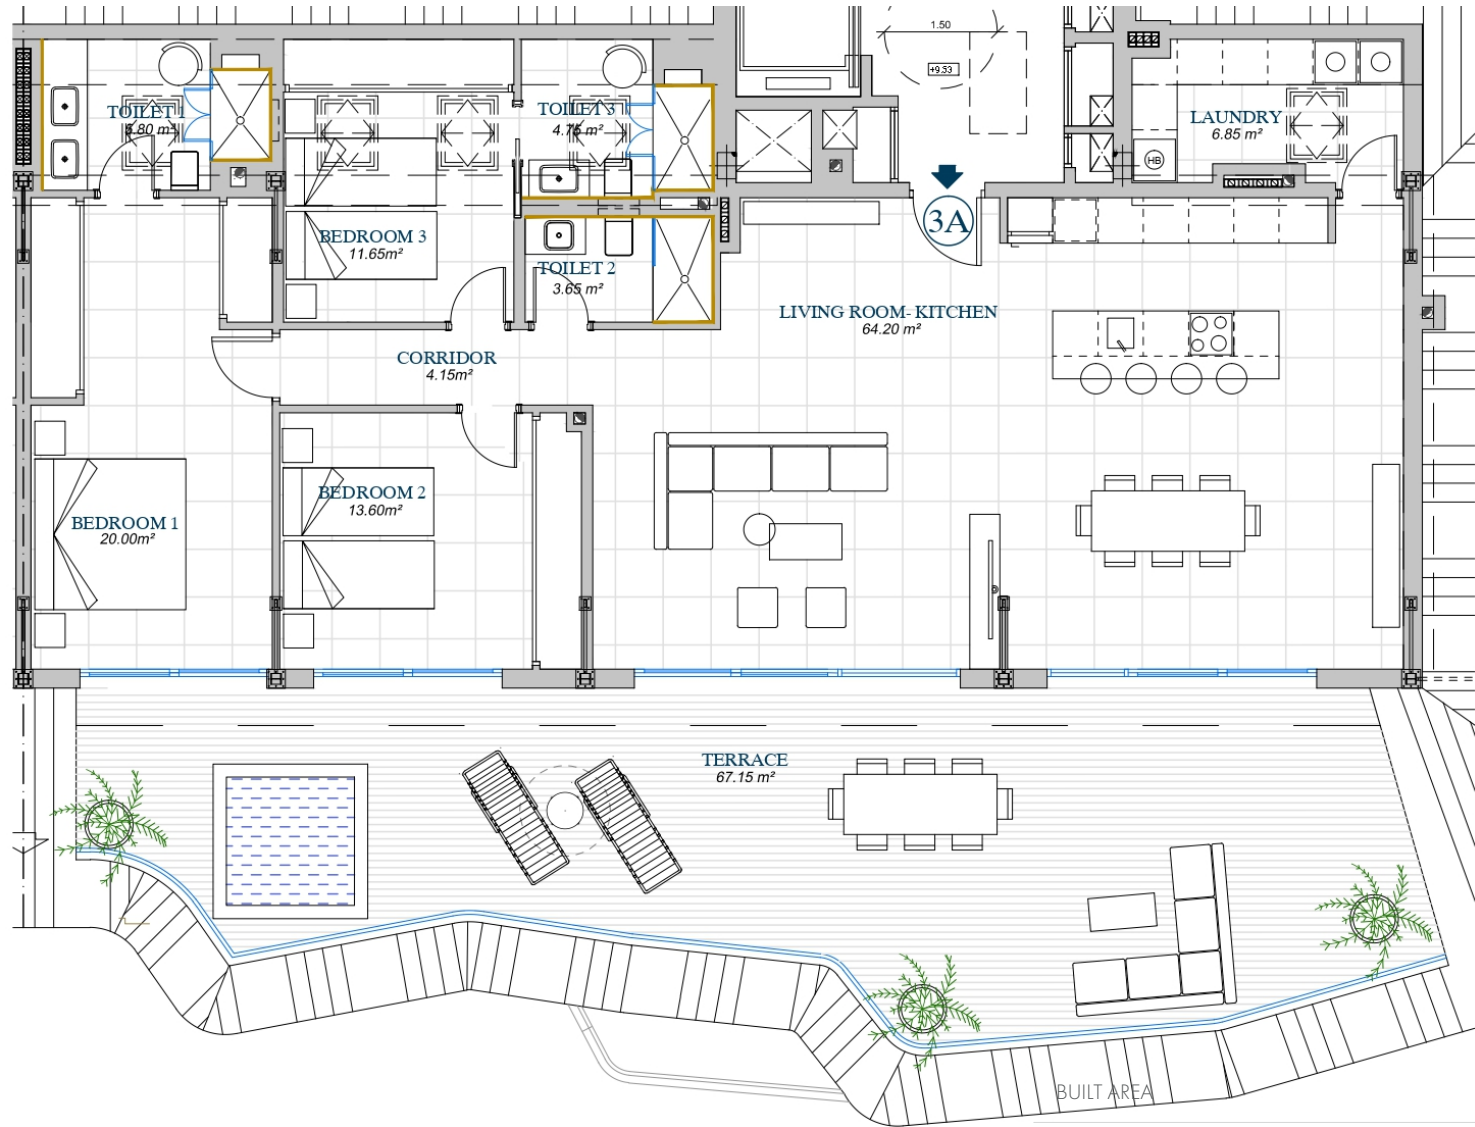 1.50
+9.53
TOILET 1
5.80 m²
TOILET 3
4.75 m²
LAUNDRY
6.85 m²
HB
3A
BEDROOM 3
11.65m²
TOILET 2
3.65 m²
LIVING ROOM- KITCHEN
64.20 m²
CORRIDOR
4.15m²
BEDROOM 2
13.60m²
BEDROOM 1
20.00m²
TERRACE
67.15 m²
BUILT AREA